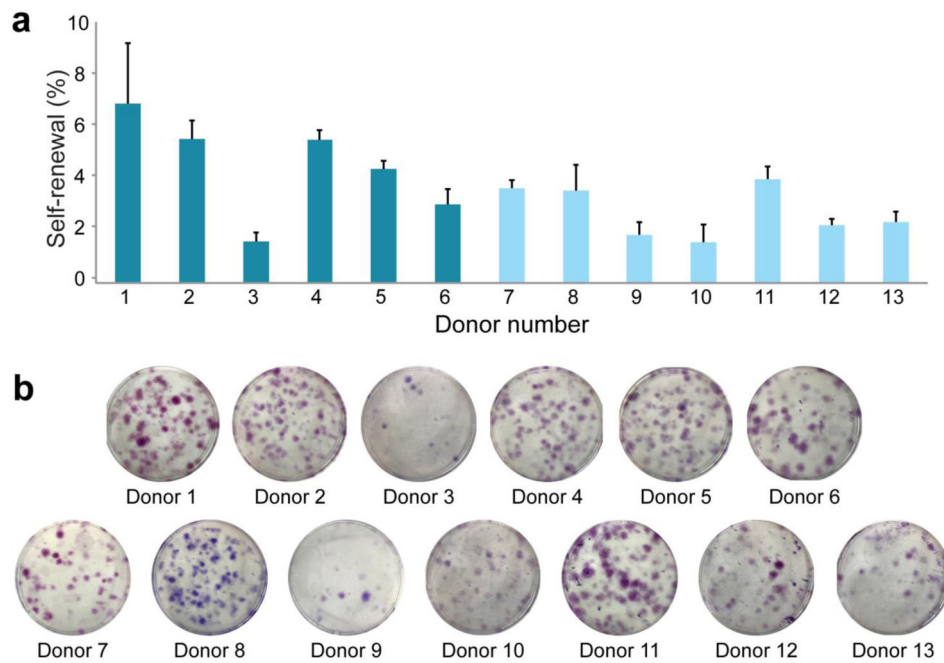 a
10
8
6
4
2
0
Self-renewal (%)
1 2 3 4 5 6 7 8 9 10 11 12 13
Donor number
b
Donor 1 Donor 2 Donor 3 Donor 4 Donor 5 Donor 6
Donor 7 Donor 8 Donor 9 Donor 10 Donor 11 Donor 12 Donor 13